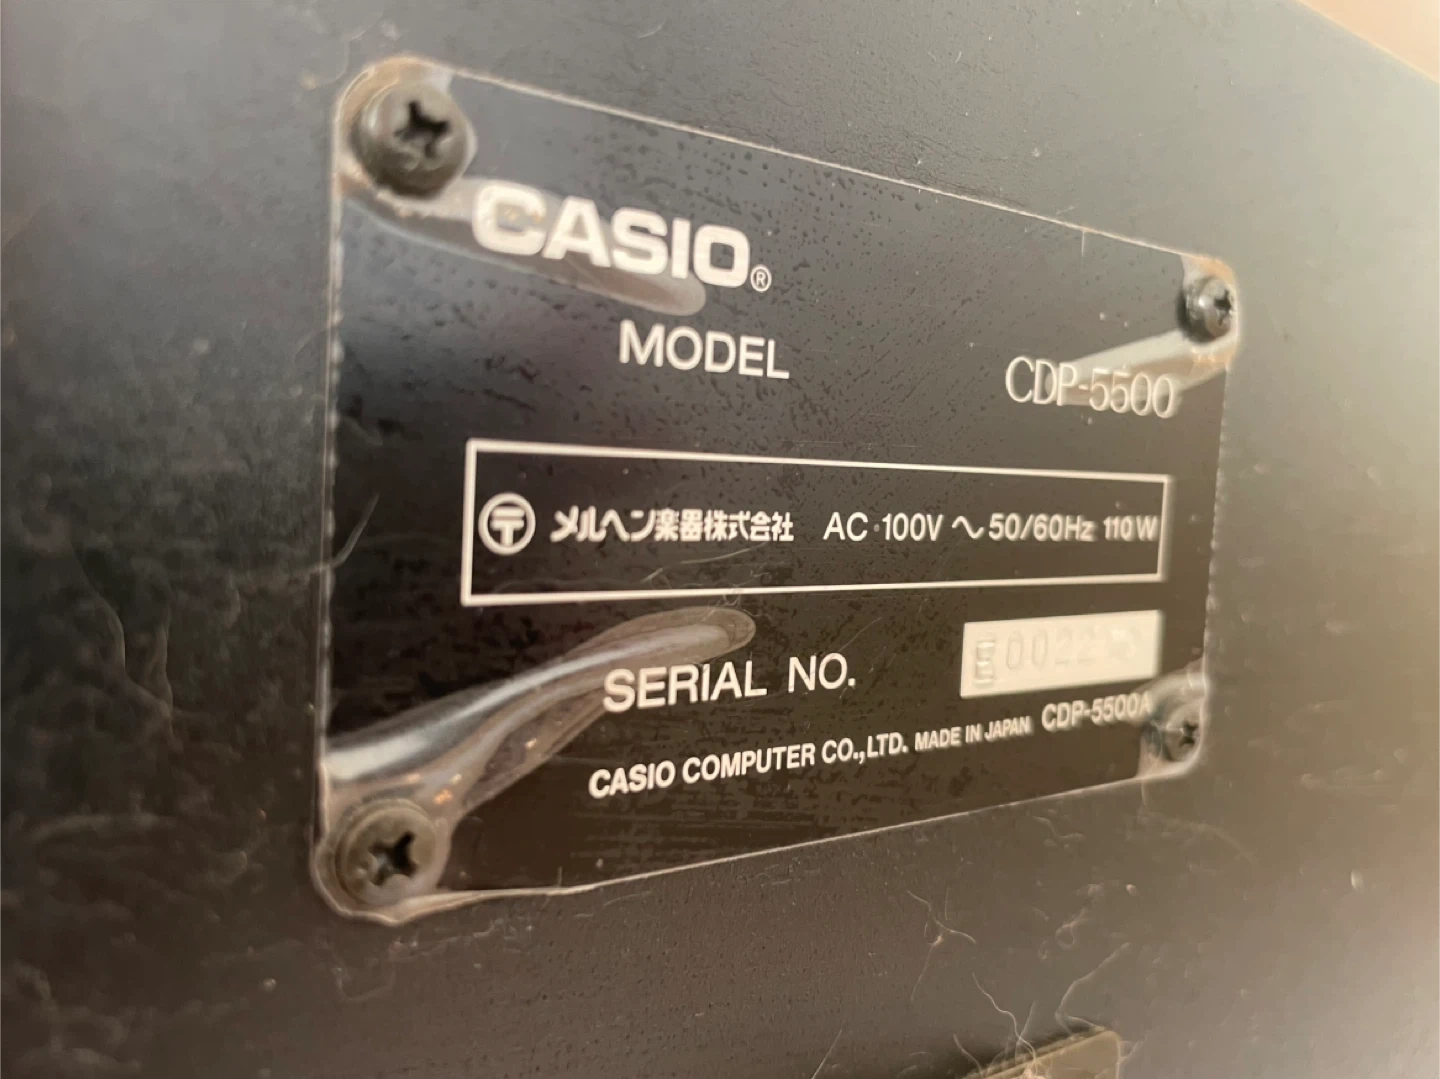 CASIO®
MODEL CDP-5500
〒 メルヘン楽器株式会社 AC 100V ~ 50/60Hz 110W
SERIAL NO.
CASIO COMPUTER CO.,LTD. MADE IN JAPAN CDP-5500A